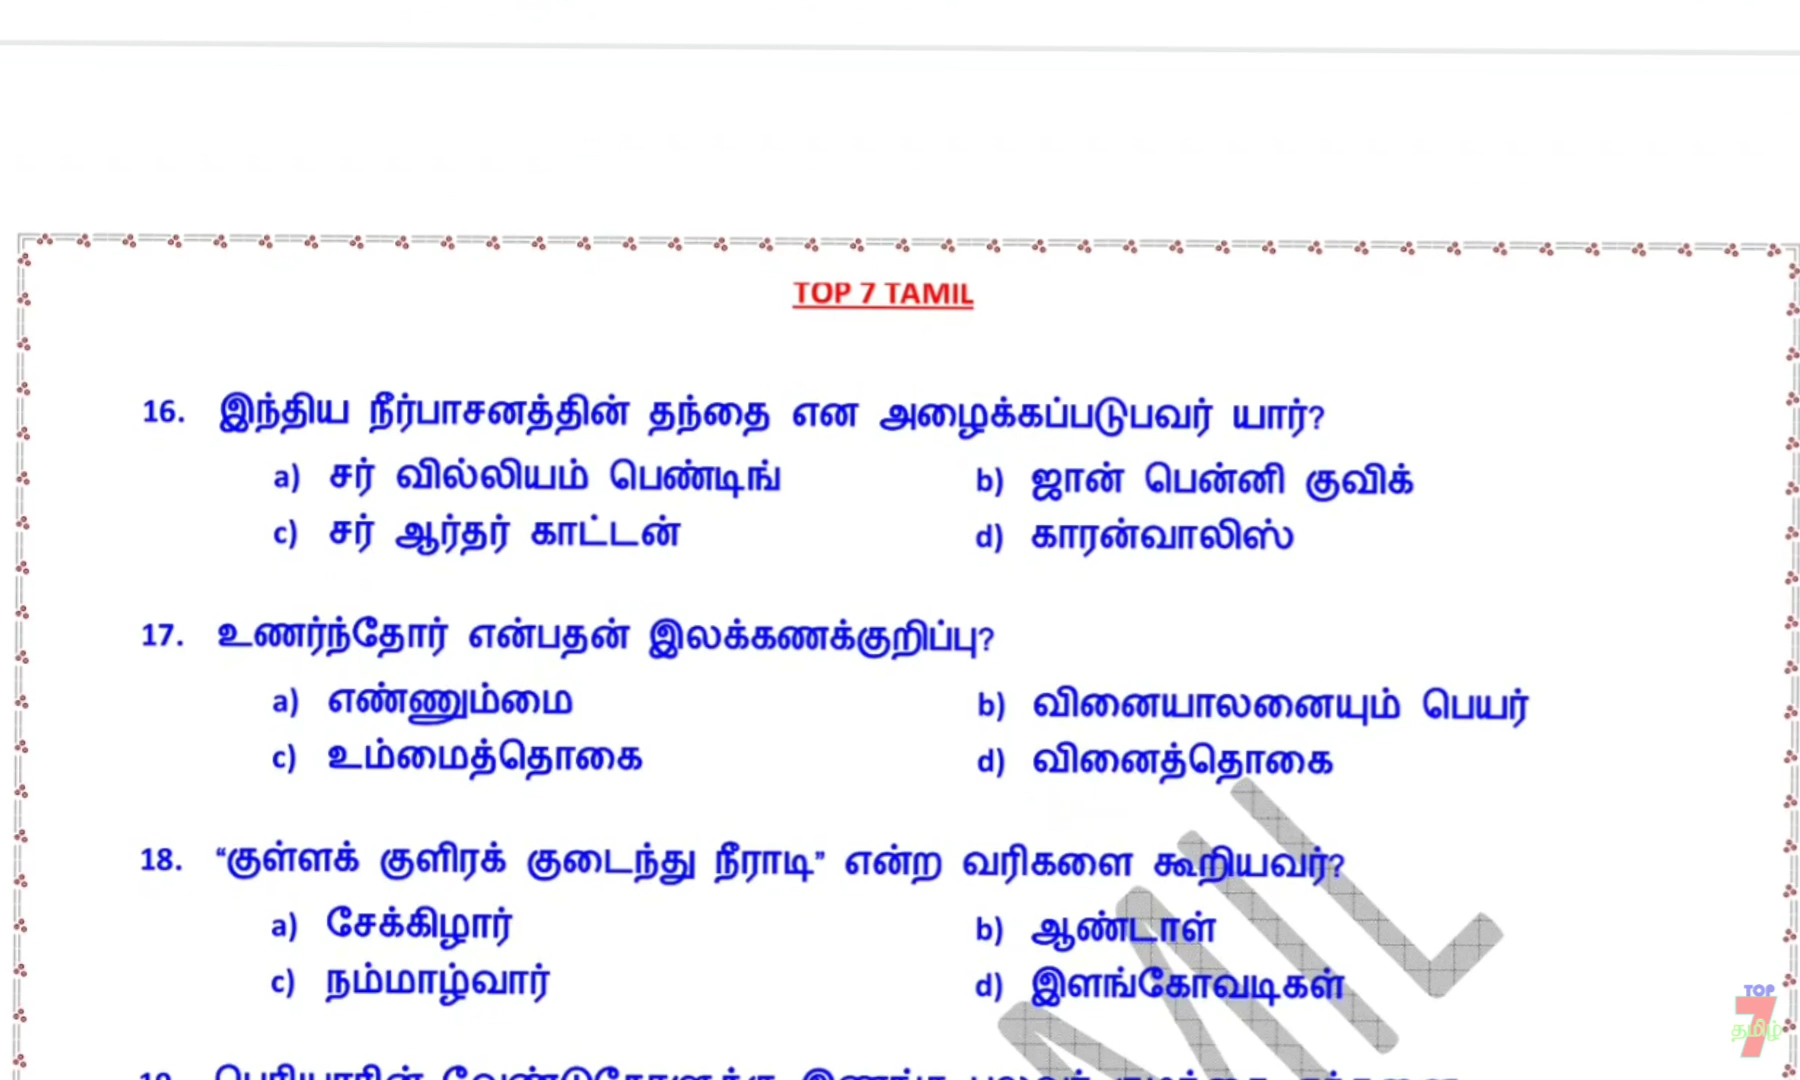 TOP 7 TAMIL
16. இந்திய நீர்பாசனத்தின் தந்தை என அழைக்கப்படுபவர் யார்?
a) சர் வில்லியம் பெண்டிங் b) ஜான் பென்னி குவிக்
c) சர் ஆர்தர் காட்டன் d) காரன்வாலிஸ்
17. உணர்ந்தோர் என்பதன் இலக்கணக்குறிப்பு?
a) எண்ணும்மை b) வினையாலனையும் பெயர்
c) உம்மைத்தொகை d) வினைத்தொகை
18. “குள்ளக் குளிரக் குடைந்து நீராடி” என்ற வரிகளை கூறியவர்?
a) சேக்கிழார் b) ஆண்டாள்
c) நம்மாழ்வார் d) இளங்கோவடிகள்
TOP
7
தமிழ்